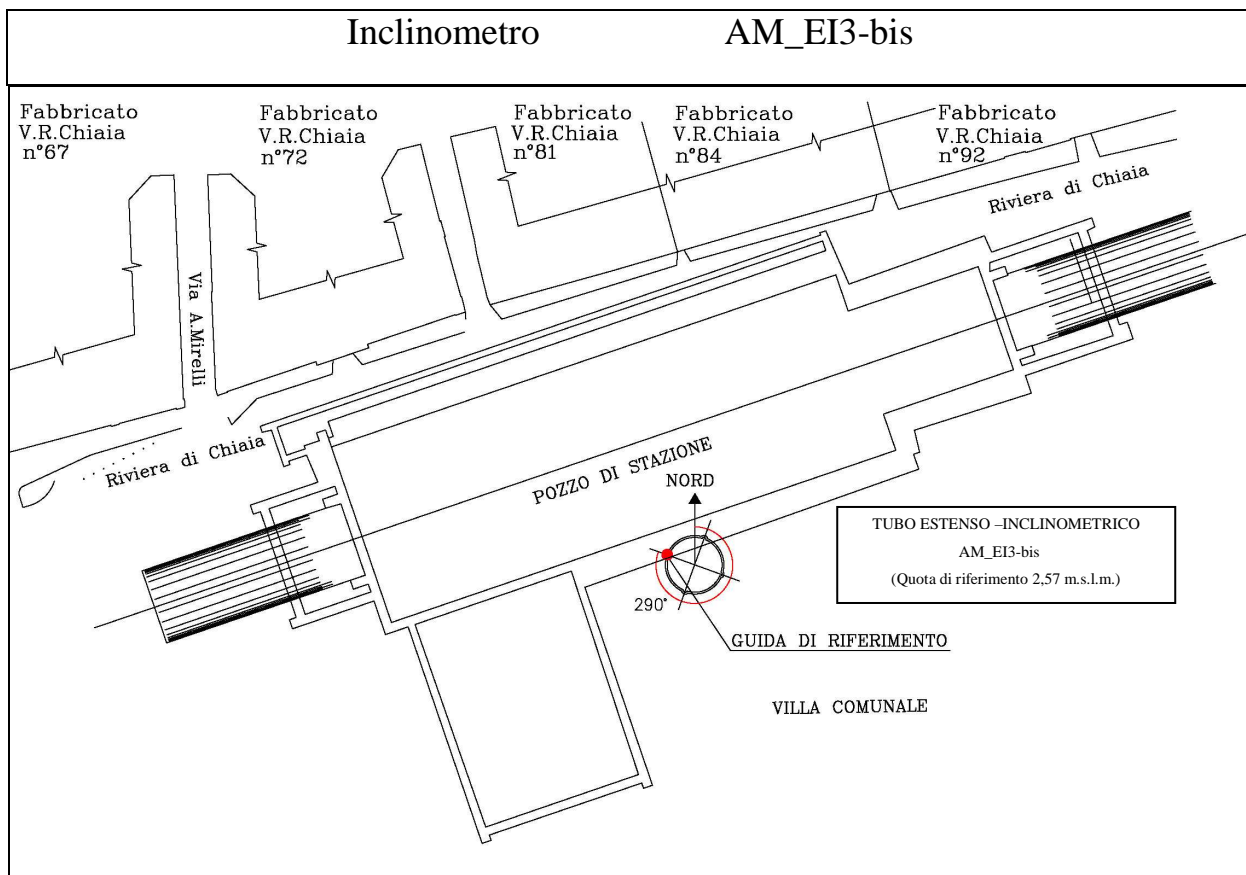 Inclinometro AM_EI3-bis
Fabbricato
V.R.Chiaia
n°67
Fabbricato
V.R.Chiaia
n°72
Fabbricato
V.R.Chiaia
n°81
Fabbricato
V.R.Chiaia
n°84
Fabbricato
V.R.Chiaia
n°92
Riviera di Chiaia
Via A.Mirelli
Riviera di Chiaia
POZZO DI STAZIONE
NORD
TUBO ESTENSO –INCLINOMETRICO
AM_EI3-bis
(Quota di riferimento 2,57 m.s.l.m.)
290°
GUIDA DI RIFERIMENTO
VILLA COMUNALE